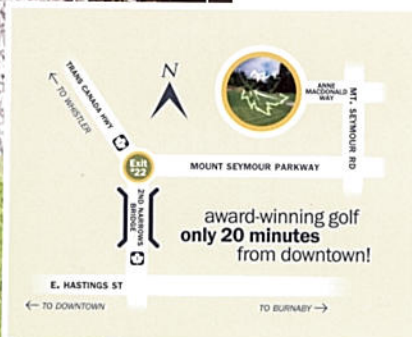 TRANS CANADA HWY
← TO WHISTLER
N
ANNE
MACDONALD
WAY
MT. SEYMOUR RD
Exit
#22
MOUNT SEYMOUR PARKWAY
2ND NARROWS
BRIDGE
award-winning golf
only 20 minutes
from downtown!
E. HASTINGS ST
← TO DOWNTOWN
TO BURNABY →